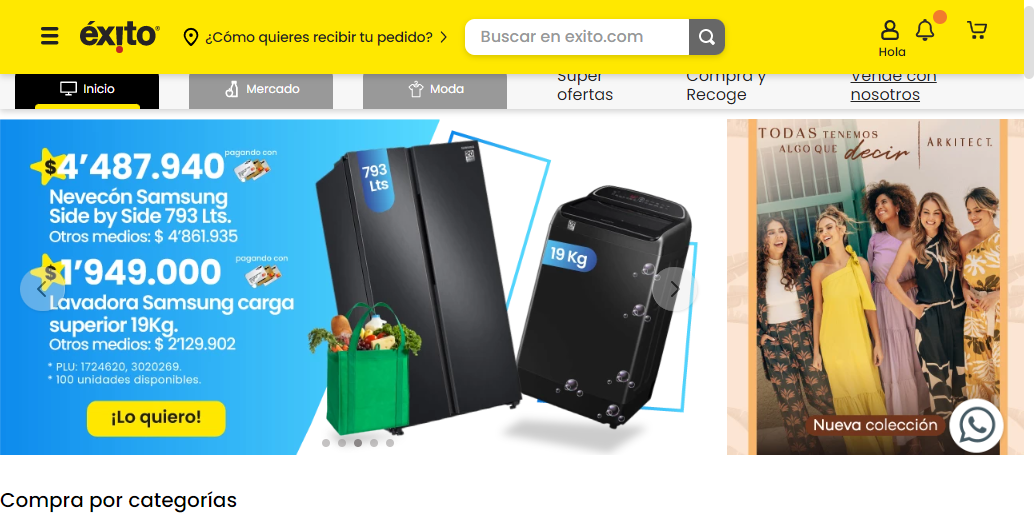 éxito
¿Cómo quieres recibir tu pedido?
Buscar en exito.com
Hola
Inicio
Mercado
Moda
Súper
ofertas
Compra y
Recoge
Vende con
nosotros
$4'487.940
pagando con
Nevecón Samsung
Side by Side 793 Lts.
Otros medios: $ 4'861.935
$1'949.000
pagando con
Lavadora Samsung carga
superior 19Kg.
Otros medios: $ 2'129.902
* PLU: 1724620, 3020269.
* 100 unidades disponibles.
¡Lo quiero!
793
Lts
19 Kg
TODAS TENEMOS
ALGO QUE decir
ARKITECT.
Nueva colección
Compra por categorías